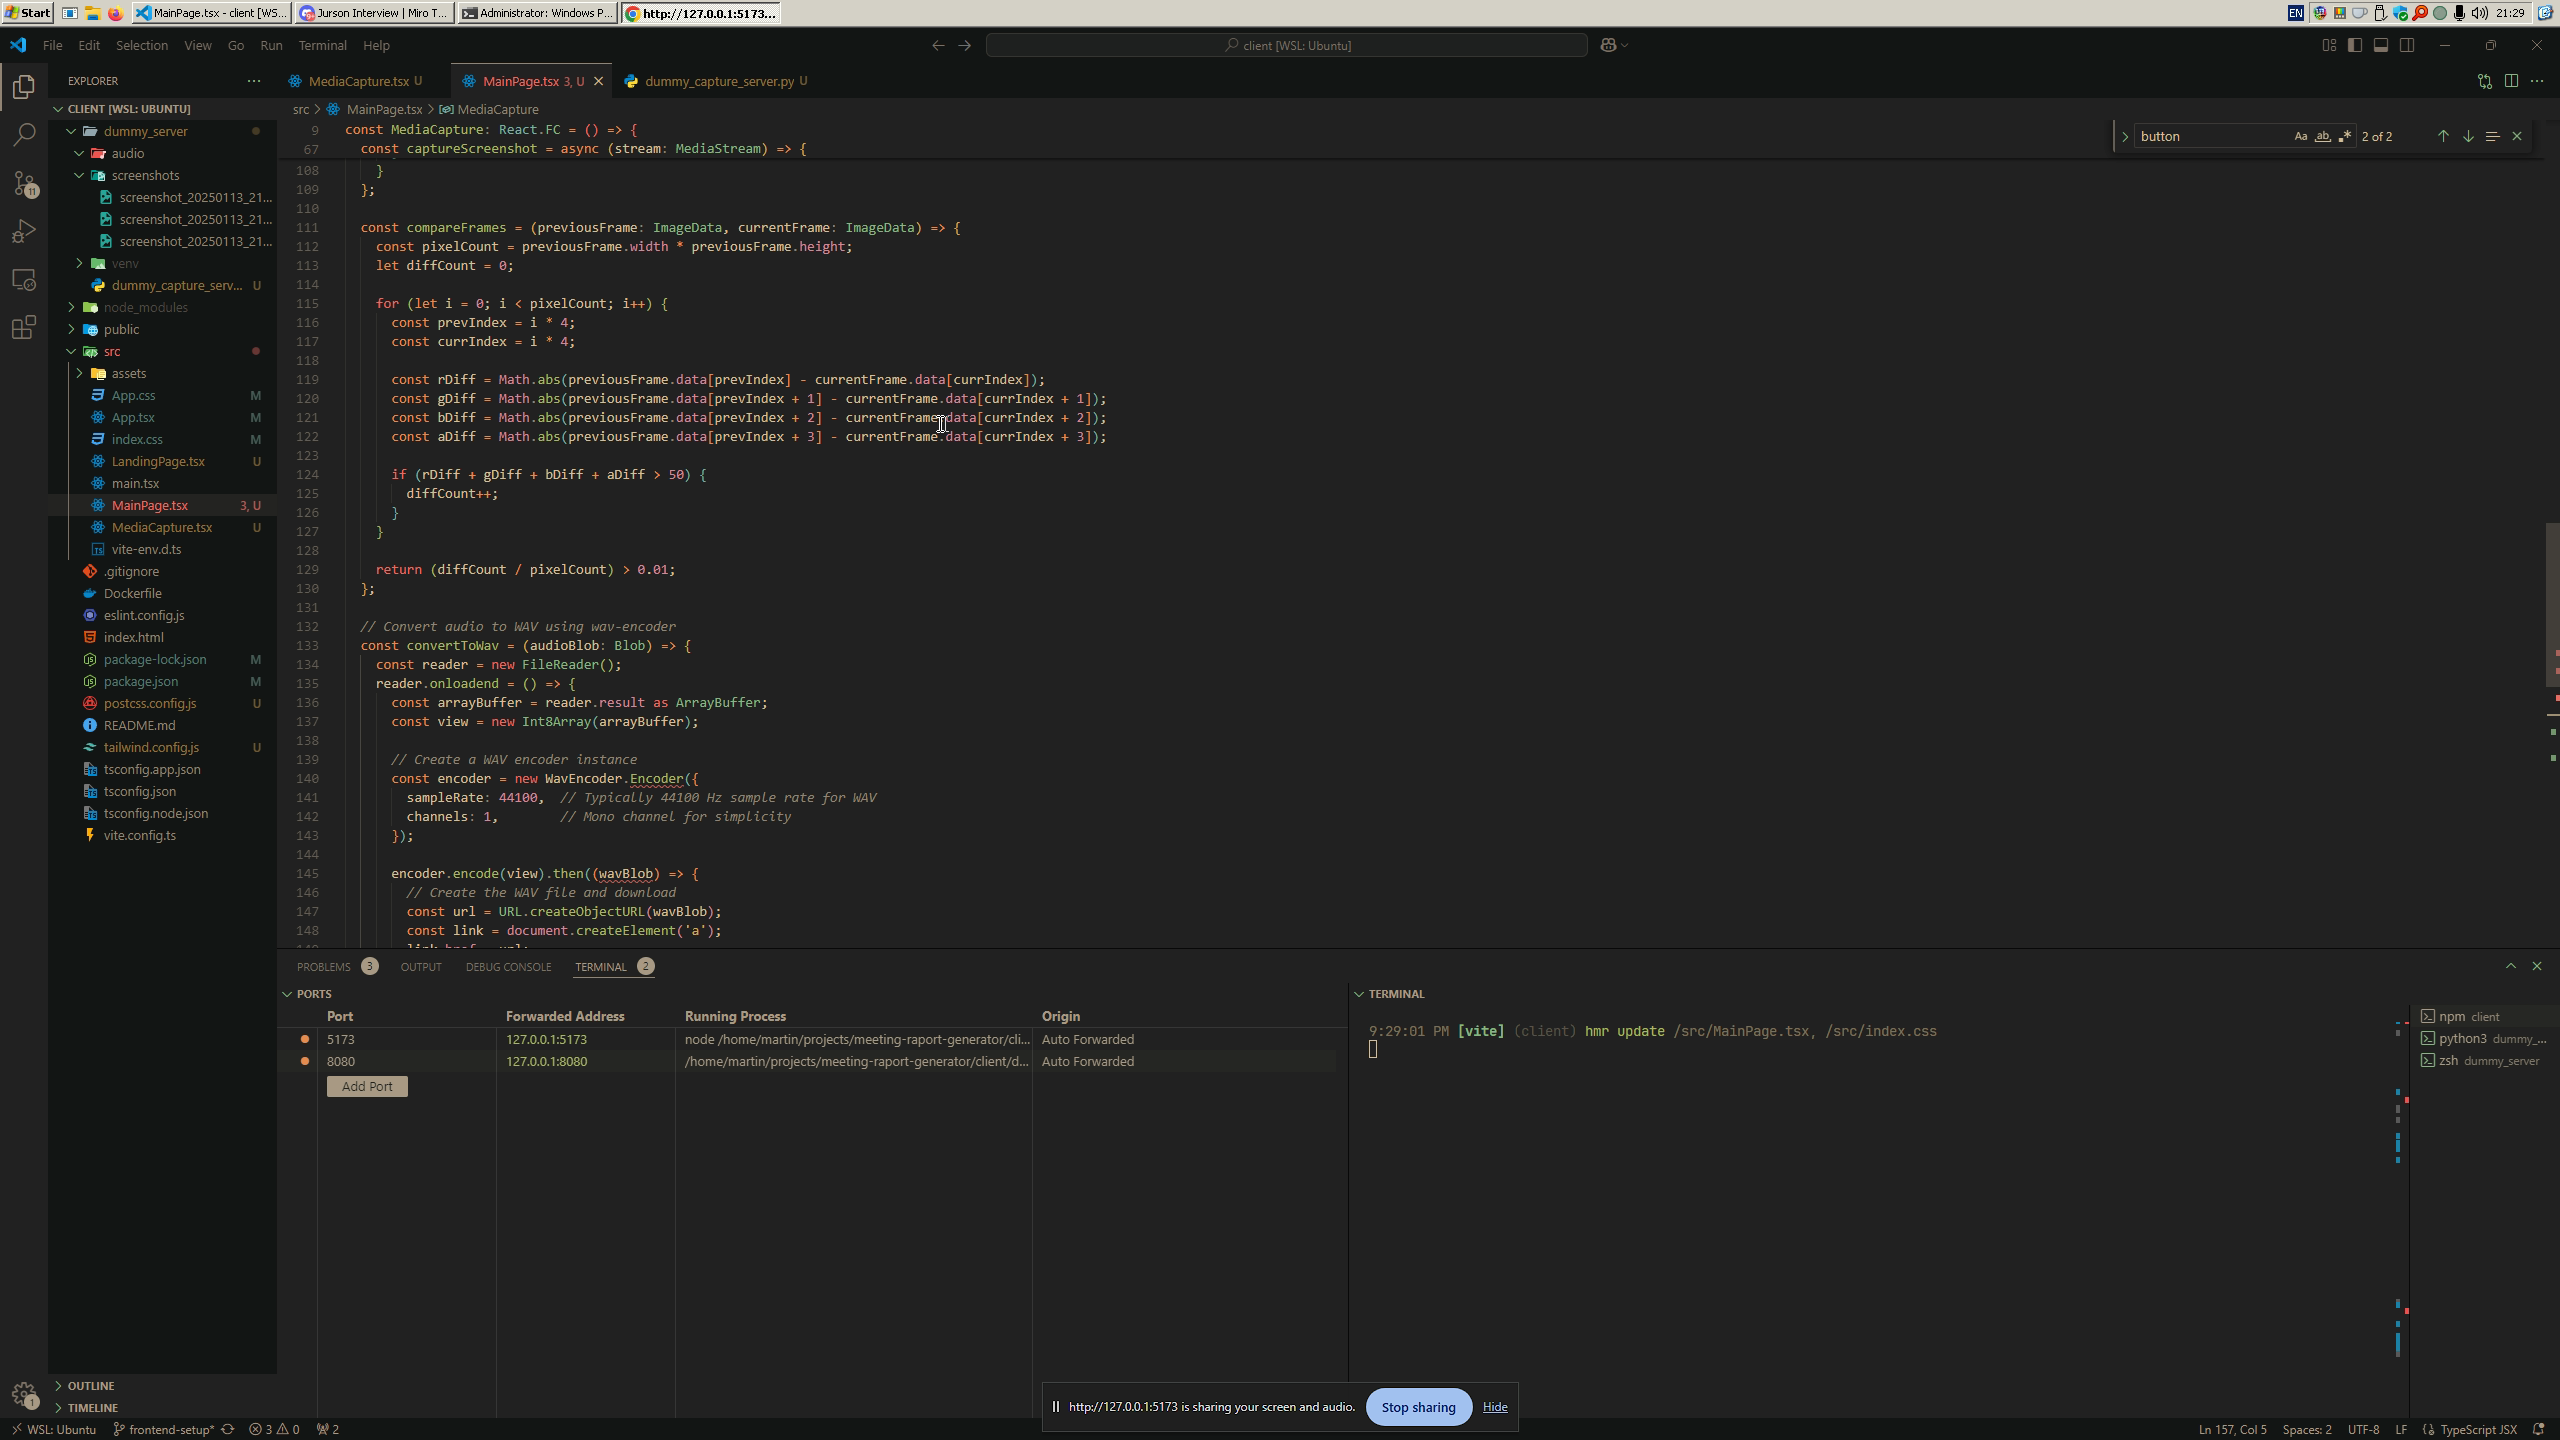 Start
MainPage.tsx - client [WS...
Jurson Interview | Miro T...
Administrator: Windows P...
http://127.0.0.1:5173...
EN
21:29
File Edit Selection View Go Run Terminal Help
client [WSL: Ubuntu]
EXPLORER
MediaCapture.tsx U
MainPage.tsx 3, U
dummy_capture_server.py U
CLIENT [WSL: UBUNTU]
dummy_server
audio
screenshots
screenshot_20250113_21...
screenshot_20250113_21...
screenshot_20250113_21...
venv
dummy_capture_serv... U
node_modules
public
src
assets
App.css M
App.tsx M
index.css M
LandingPage.tsx U
main.tsx
MainPage.tsx 3, U
MediaCapture.tsx U
vite-env.d.ts
.gitignore
Dockerfile
eslint.config.js
index.html
package-lock.json M
package.json M
postcss.config.js U
README.md
tailwind.config.js U
tsconfig.app.json
tsconfig.json
tsconfig.node.json
vite.config.ts
OUTLINE
TIMELINE
11
1
src > MainPage.tsx > MediaCapture
button
Aa ab .* 2 of 2
9 const MediaCapture: React.FC = () => {
67 const captureScreenshot = async (stream: MediaStream) => {
108 }
109 };
110
111 const compareFrames = (previousFrame: ImageData, currentFrame: ImageData) => {
112 const pixelCount = previousFrame.width * previousFrame.height;
113 let diffCount = 0;
114
115 for (let i = 0; i < pixelCount; i++) {
116 const prevIndex = i * 4;
117 const currIndex = i * 4;
118
119 const rDiff = Math.abs(previousFrame.data[prevIndex] - currentFrame.data[currIndex]);
120 const gDiff = Math.abs(previousFrame.data[prevIndex + 1] - currentFrame.data[currIndex + 1]);
121 const bDiff = Math.abs(previousFrame.data[prevIndex + 2] - currentFrame.data[currIndex + 2]);
122 const aDiff = Math.abs(previousFrame.data[prevIndex + 3] - currentFrame.data[currIndex + 3]);
123
124 if (rDiff + gDiff + bDiff + aDiff > 50) {
125 diffCount++;
126 }
127 }
128
129 return (diffCount / pixelCount) > 0.01;
130 };
131
132 // Convert audio to WAV using wav-encoder
133 const convertToWav = (audioBlob: Blob) => {
134 const reader = new FileReader();
135 reader.onloadend = () => {
136 const arrayBuffer = reader.result as ArrayBuffer;
137 const view = new Int8Array(arrayBuffer);
138
139 // Create a WAV encoder instance
140 const encoder = new WavEncoder.Encoder({
141 sampleRate: 44100, // Typically 44100 Hz sample rate for WAV
142 channels: 1, // Mono channel for simplicity
143 });
144
145 encoder.encode(view).then((wavBlob) => {
146 // Create the WAV file and download
147 const url = URL.createObjectURL(wavBlob);
148 const link = document.createElement('a');
PROBLEMS 3 OUTPUT DEBUG CONSOLE TERMINAL 2
PORTS
Port Forwarded Address Running Process Origin
5173 127.0.0.1:5173 node /home/martin/projects/meeting-raport-generator/cli... Auto Forwarded
8080 127.0.0.1:8080 /home/martin/projects/meeting-raport-generator/client/d... Auto Forwarded
Add Port
TERMINAL
9:29:01 PM [vite] (client) hmr update /src/MainPage.tsx, /src/index.css
npm client
python3 dummy_...
zsh dummy_server
http://127.0.0.1:5173 is sharing your screen and audio. Stop sharing Hide
WSL: Ubuntu frontend-setup* 3 0 2
Ln 157, Col 5 Spaces: 2 UTF-8 LF TypeScript JSX